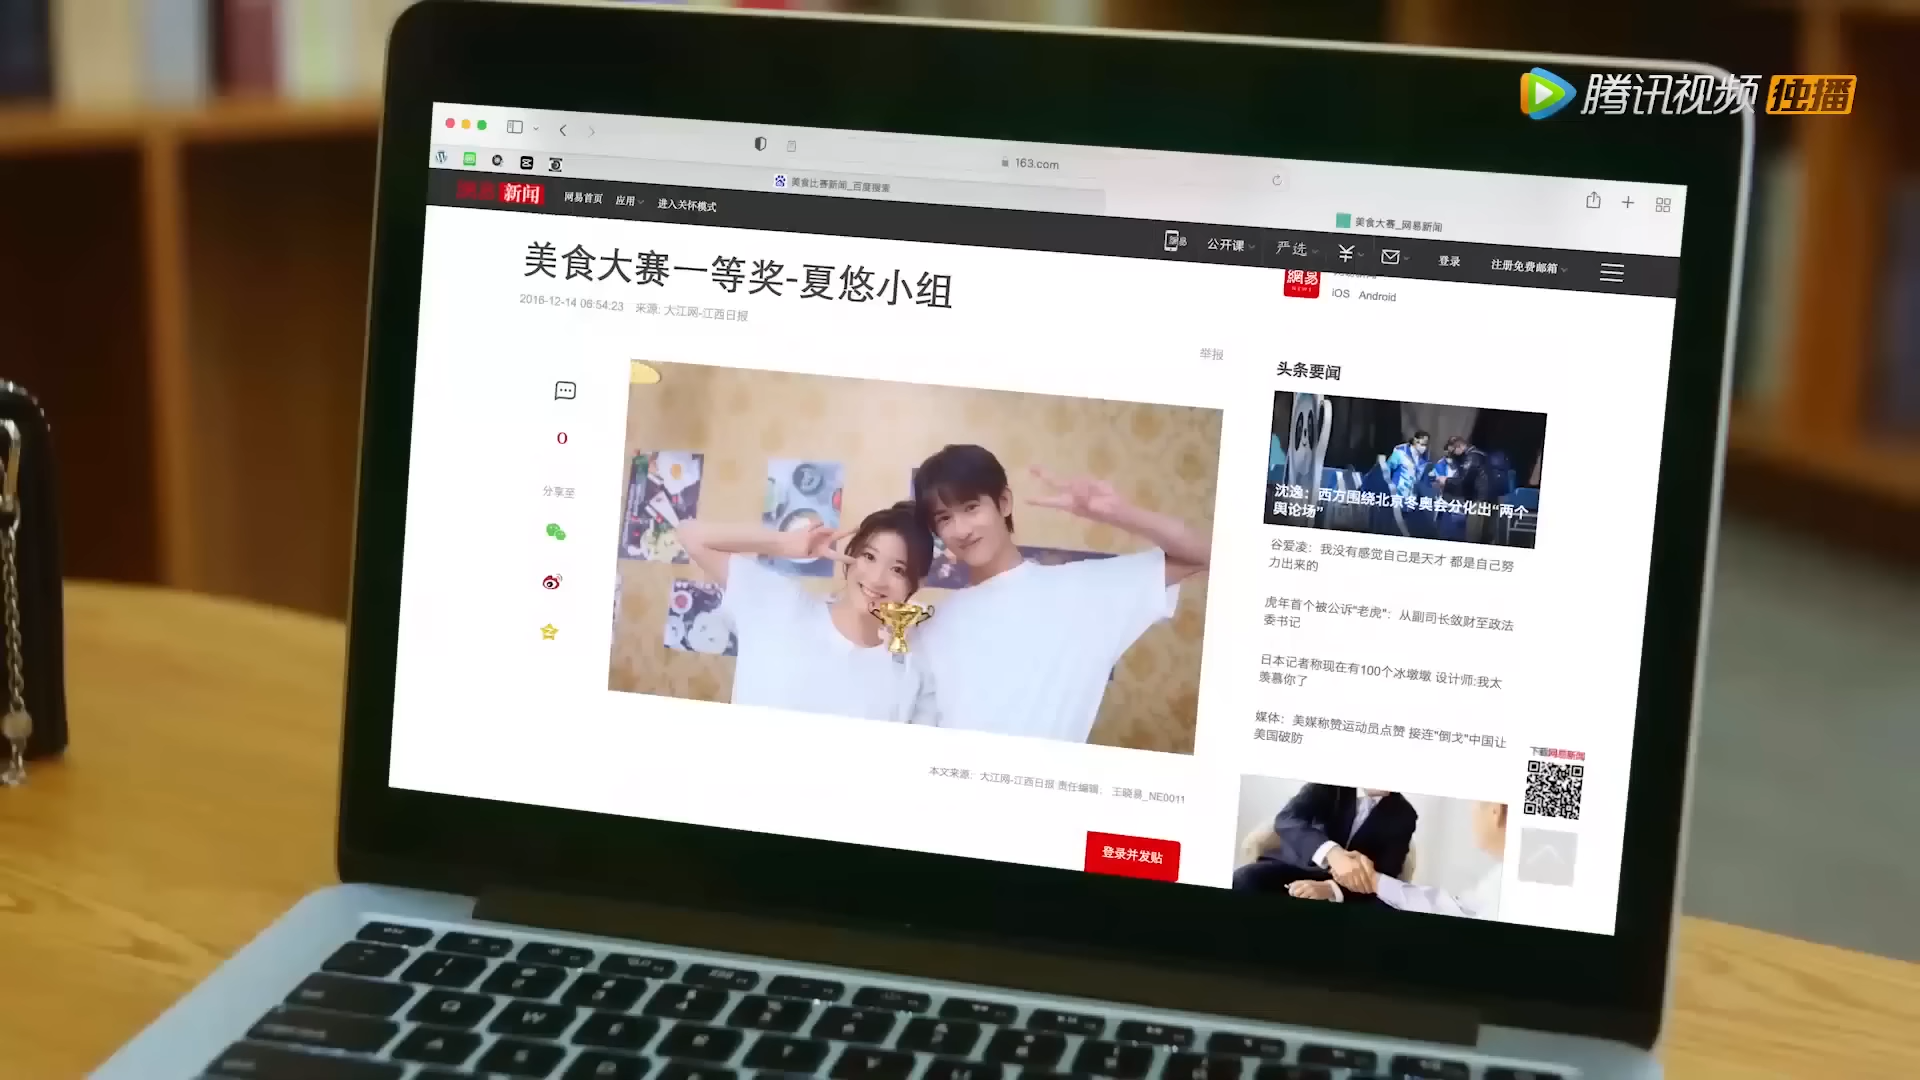 腾讯视频 独播
163.com
美食比赛新闻_百度搜索
美食大赛_网易新闻
新闻 网易首页 应用 进入关怀模式
公开课 严选 登录 注册免费邮箱
美食大赛一等奖-夏悠小组
2016-12-14 06:54:23 来源: 大江网-江西日报
举报
0
分享至
網易
NEWS
iOS Android
头条要闻
沈逸：西方围绕北京冬奥会分化出“两个
舆论场”
谷爱凌：我没有感觉自己是天才 都是自己努
力出来的
虎年首个被公诉"老虎"：从副司长敛财至政法
委书记
日本记者称现在有100个冰墩墩 设计师:我太
羡慕你了
媒体：美媒称赞运动员点赞 接连"倒戈"中国让
美国破防
下载网易新闻
本文来源：大江网-江西日报 责任编辑：王晓易_NE0011
登录并发贴